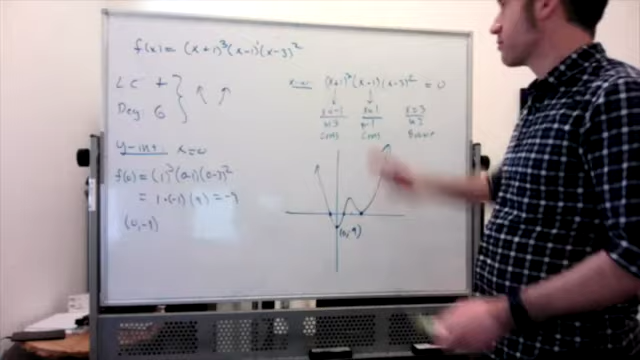 f(x) = (x+1)³(x-1)¹(x-3)²
LC +
Deg 6
y-int: x=0
f(0) = (1)³(0-1)(0-3)²
= 1·(-1)(9) = -9
(0,-9)
(x+1)³(x-1)(x-3)² = 0
x=-1 x=1 x=3
Cross Cross Bounce
(0,-9)